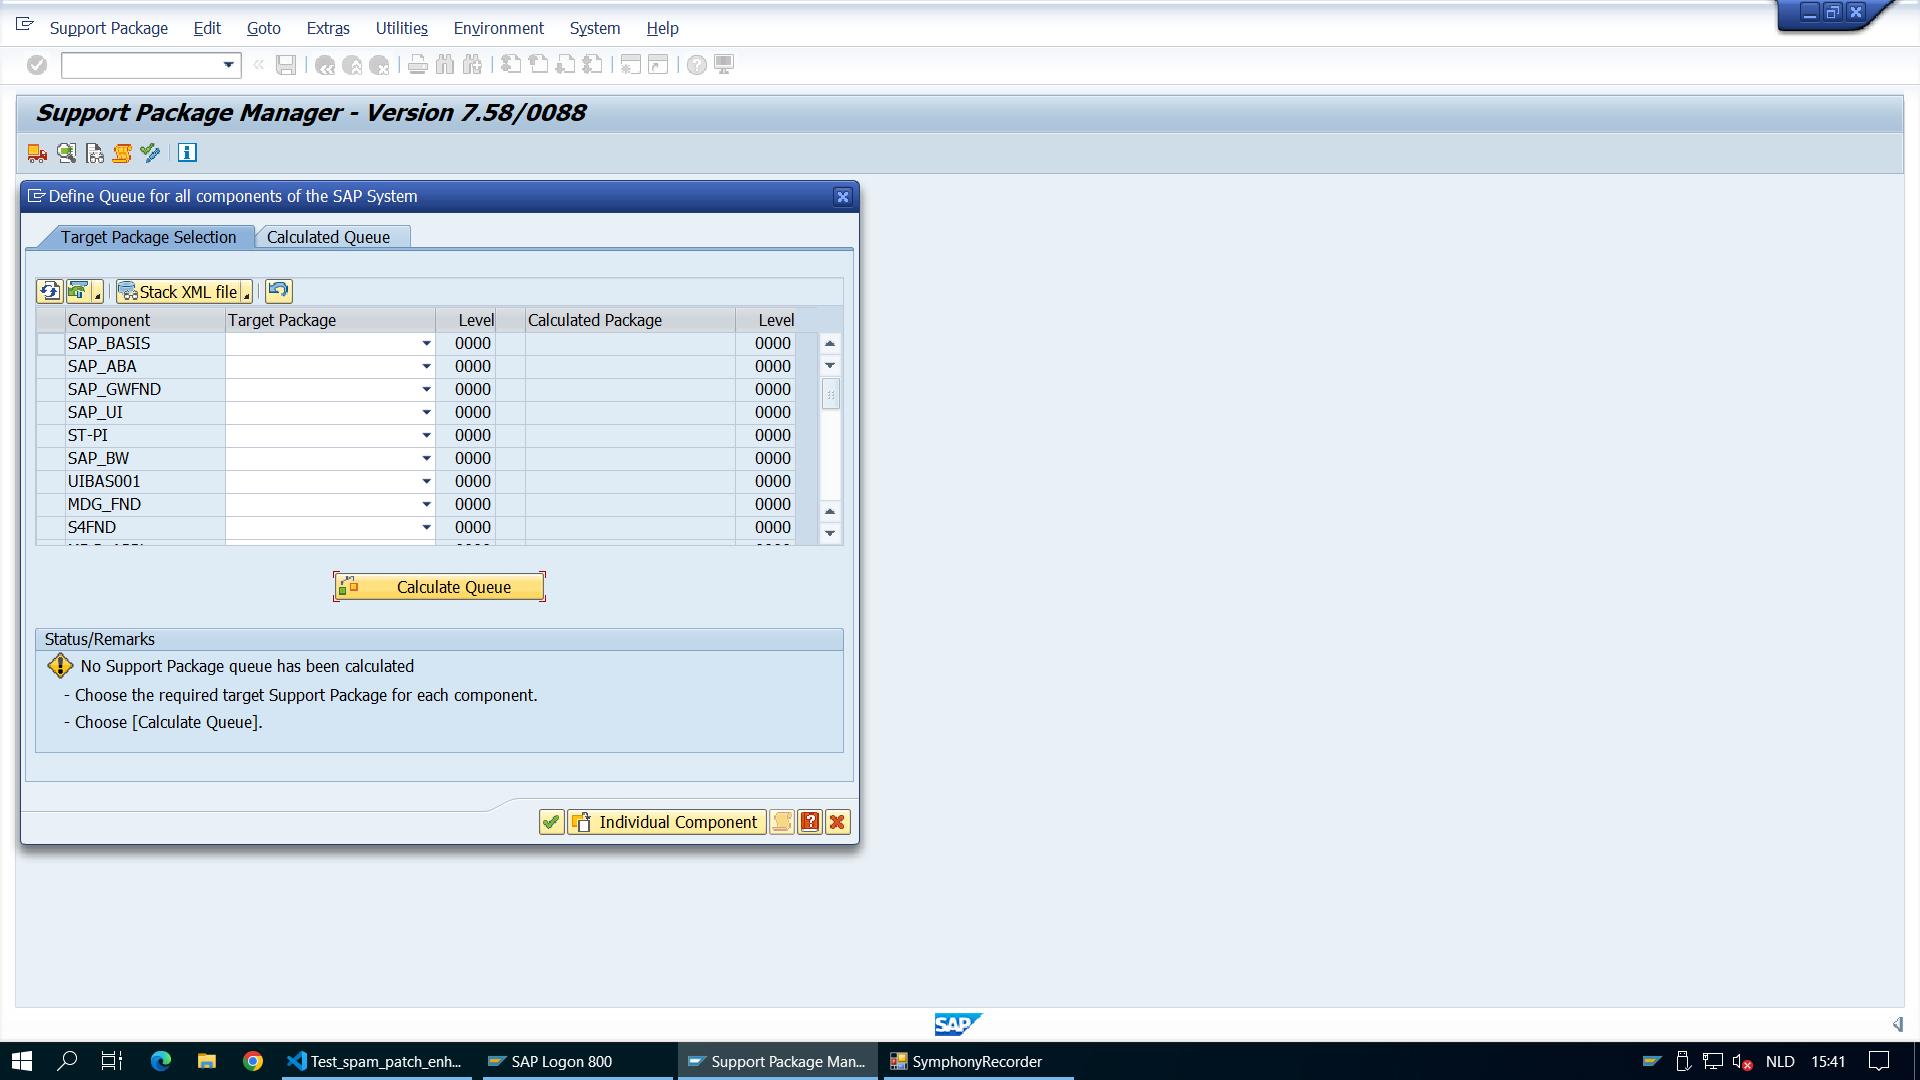 Support Package Edit Goto Extras Utilities Environment System Help
Support Package Manager - Version 7.58/0088
Define Queue for all components of the SAP System
Target Package Selection Calculated Queue
Stack XML file
Component Target Package Level Calculated Package Level
SAP_BASIS 0000 0000
SAP_ABA 0000 0000
SAP_GWFND 0000 0000
SAP_UI 0000 0000
ST-PI 0000 0000
SAP_BW 0000 0000
UIBAS001 0000 0000
MDG_FND 0000 0000
S4FND 0000 0000
Calculate Queue
Status/Remarks
No Support Package queue has been calculated
- Choose the required target Support Package for each component.
- Choose [Calculate Queue].
Individual Component
SAP
Test_spam_patch_enh... SAP Logon 800 Support Package Man... SymphonyRecorder NLD 15:41